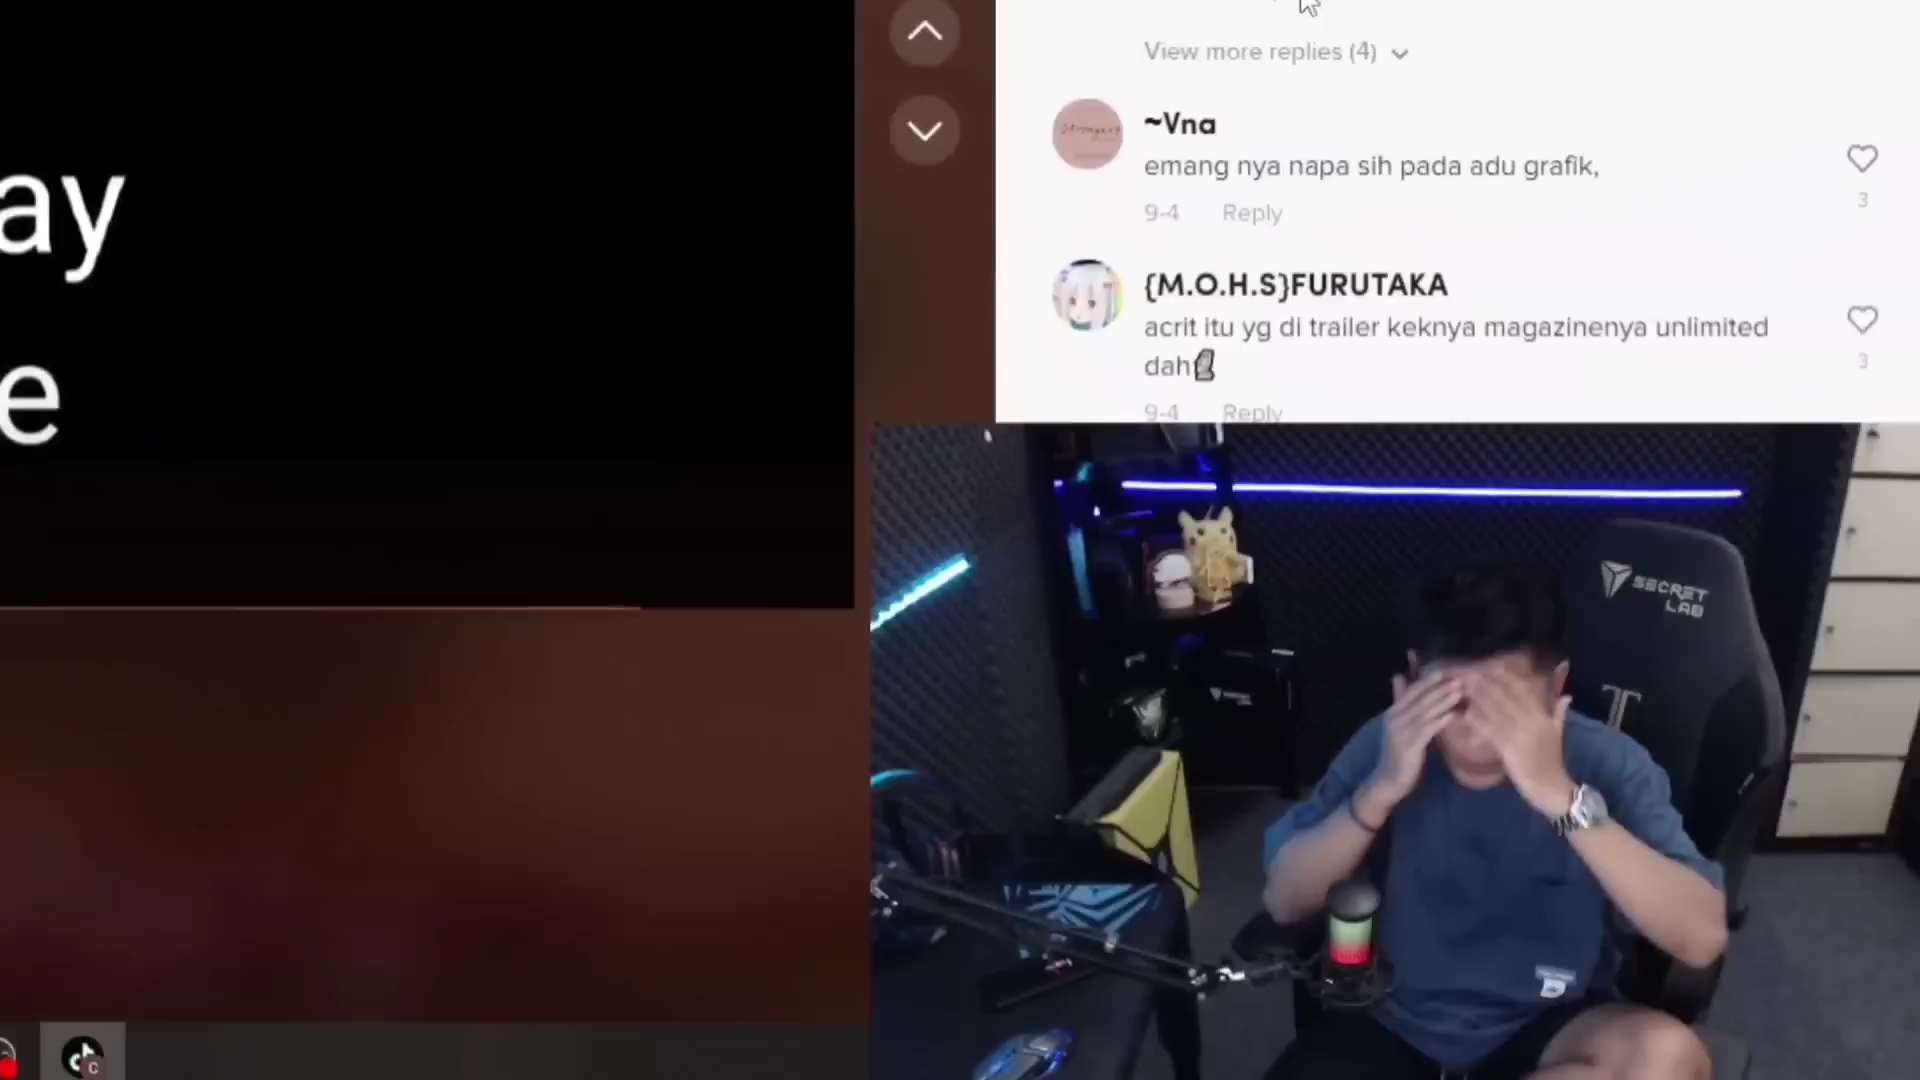 ay
e
View more replies (4)
~Vna
emang nya napa sih pada adu grafik,
3
9-4 Reply
{M.O.H.S}FURUTAKA
acrit itu yg di trailer keknya magazinenya unlimited
dah🗿
3
9-4 Reply
SECRET
LAB
T
C